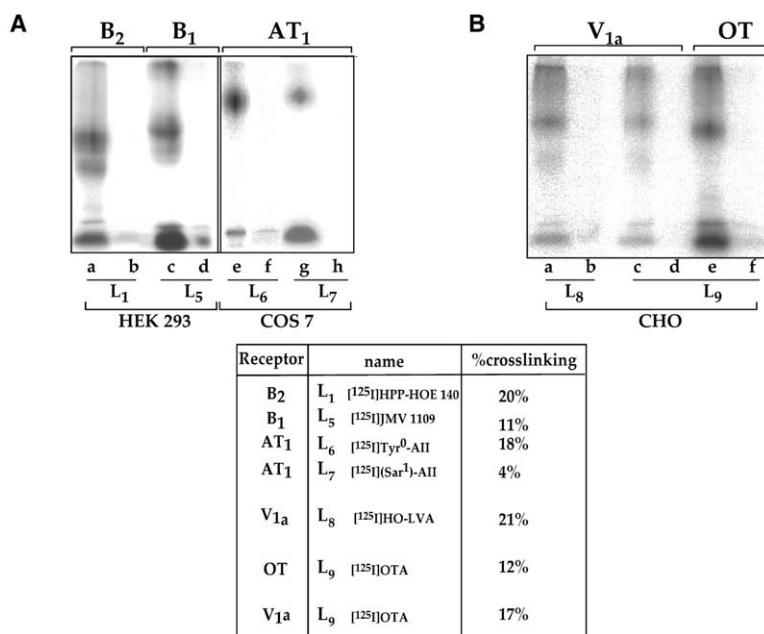 A
B₂ B₁ AT₁
a b c d e f g h
L₁ L₅ L₆ L₇
HEK 293 COS 7
B
V₁ₐ OT
a b c d e f
L₈ L₉
CHO
Receptor name %crosslinking
B₂ L₁ [¹²⁵I]HPP-HOE 140 20%
B₁ L₅ [¹²⁵I]JMV 1109 11%
AT₁ L₆ [¹²⁵I]Tyr⁰-AII 18%
AT₁ L₇ [¹²⁵I](Sar¹)-AII 4%
V₁ₐ L₈ [¹²⁵I]HO-LVA 21%
OT L₉ [¹²⁵I]OTA 12%
V₁ₐ L₉ [¹²⁵I]OTA 17%